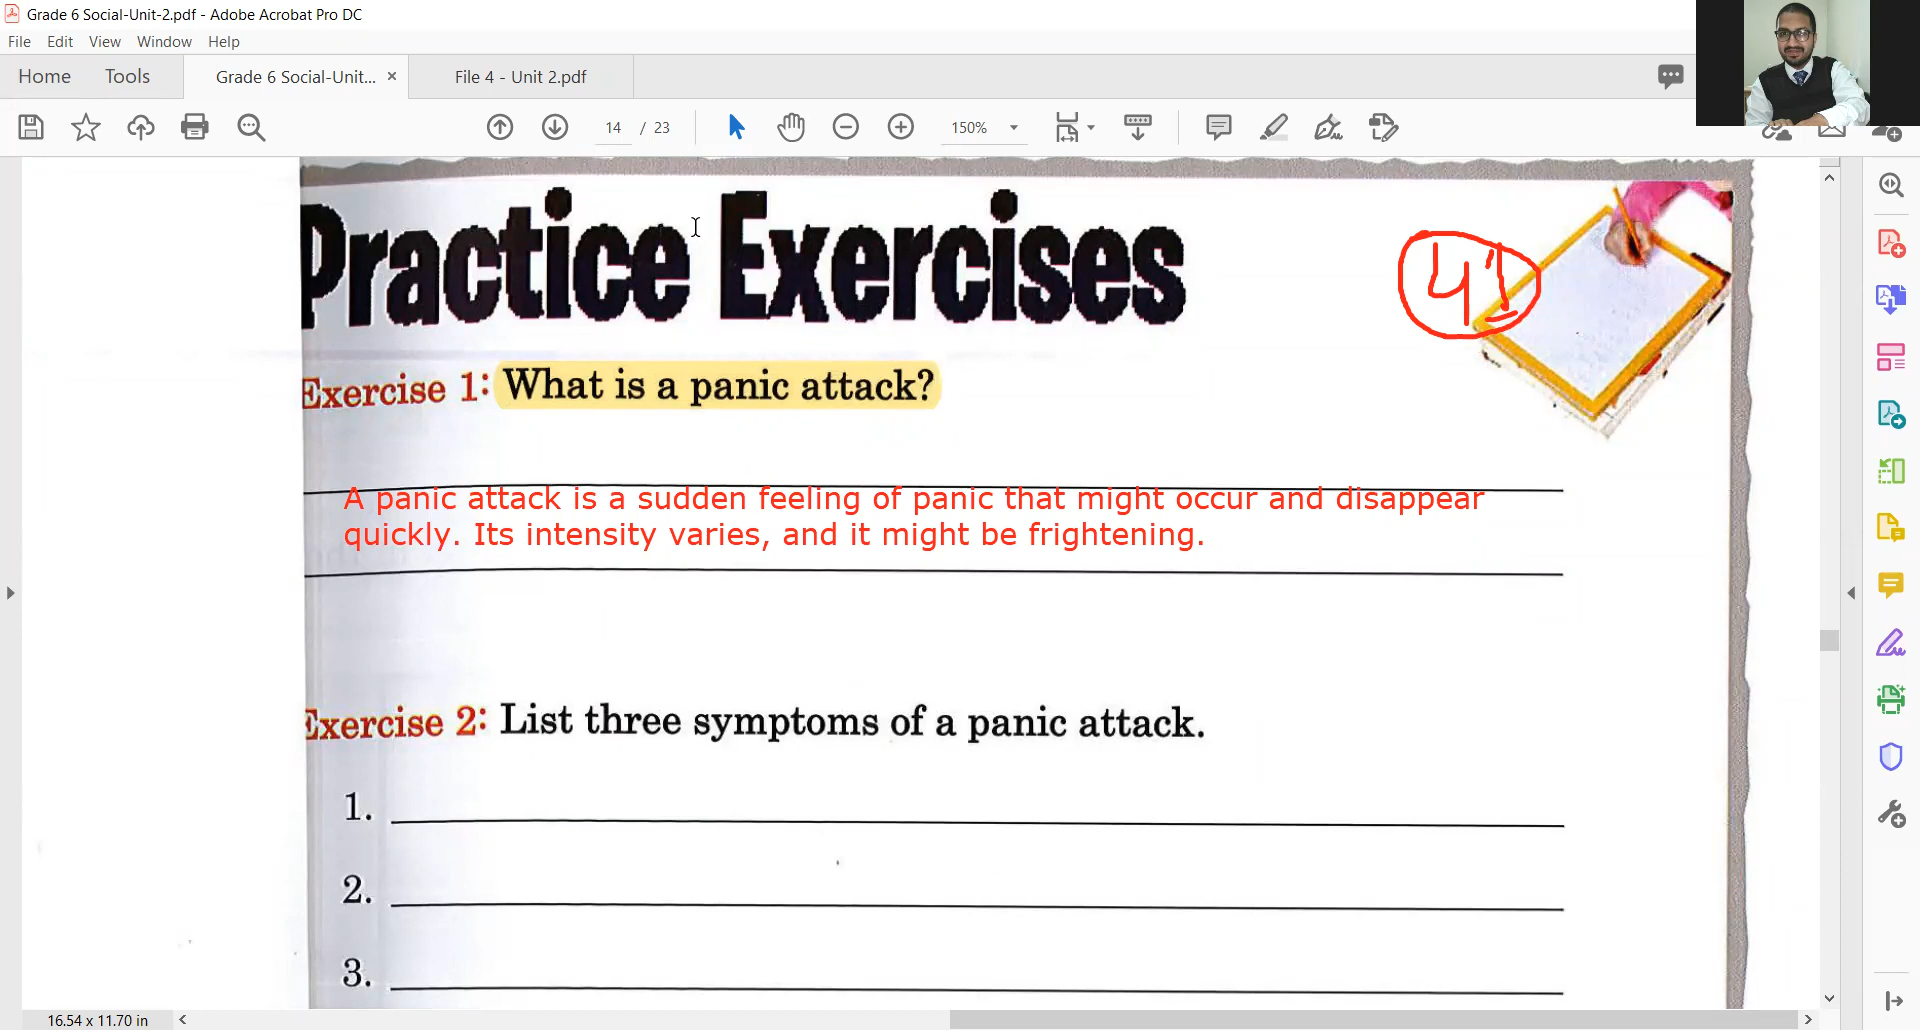 Grade 6 Social-Unit-2.pdf - Adobe Acrobat Pro DC
File Edit View Window Help
Home Tools Grade 6 Social-Unit... × File 4 - Unit 2.pdf
14 / 23 150%
Practice Exercises
41
Exercise 1: What is a panic attack?
A panic attack is a sudden feeling of panic that might occur and disappear
quickly. Its intensity varies, and it might be frightening.
Exercise 2: List three symptoms of a panic attack.
1.
2.
3.
16.54 x 11.70 in